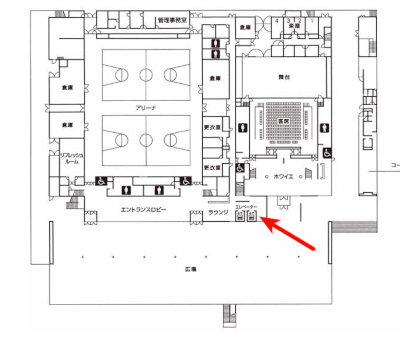 管理事務室
倉庫
4 3 2 1
楽屋
倉庫
倉庫
舞台
アリーナ
客席
倉庫
更衣室
リフレッシュ
ルーム
更衣室
ホワイエ
エントランスロビー
ラウンジ
エレベーター
広場
コー